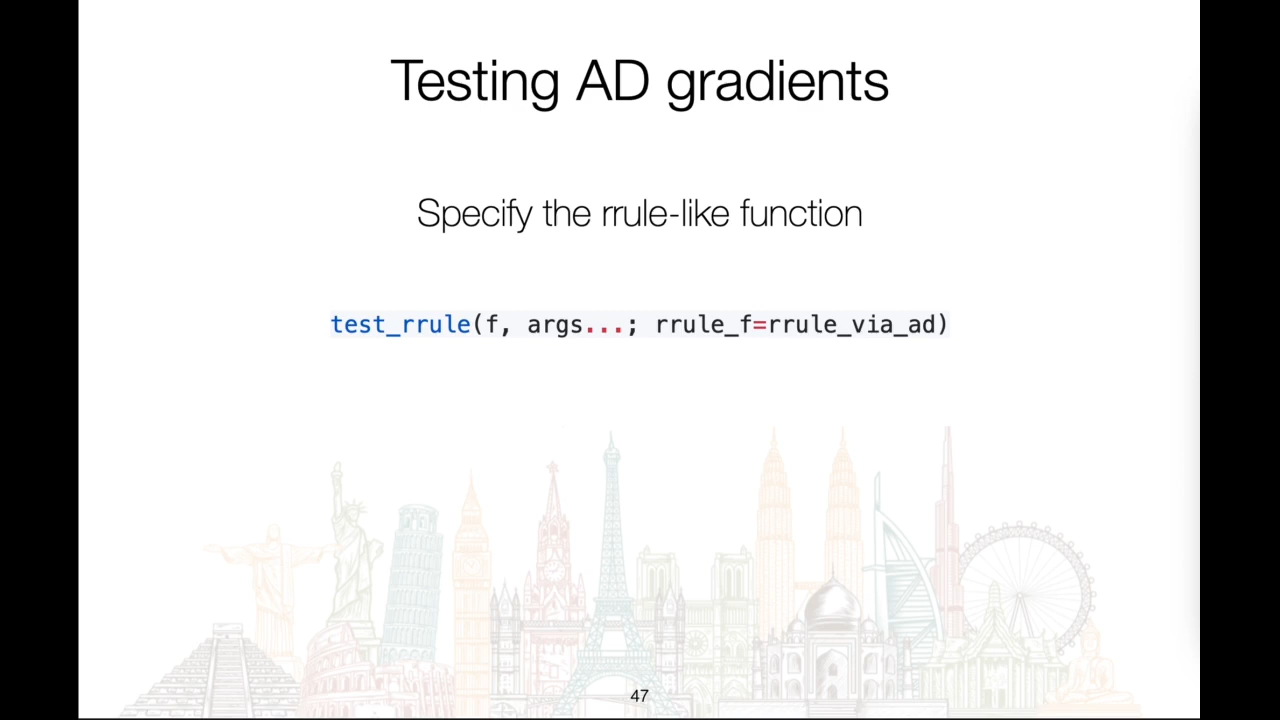 Testing AD gradients
Specify the rrule-like function
test_rrule(f, args...; rrule_f=rrule_via_ad)
47